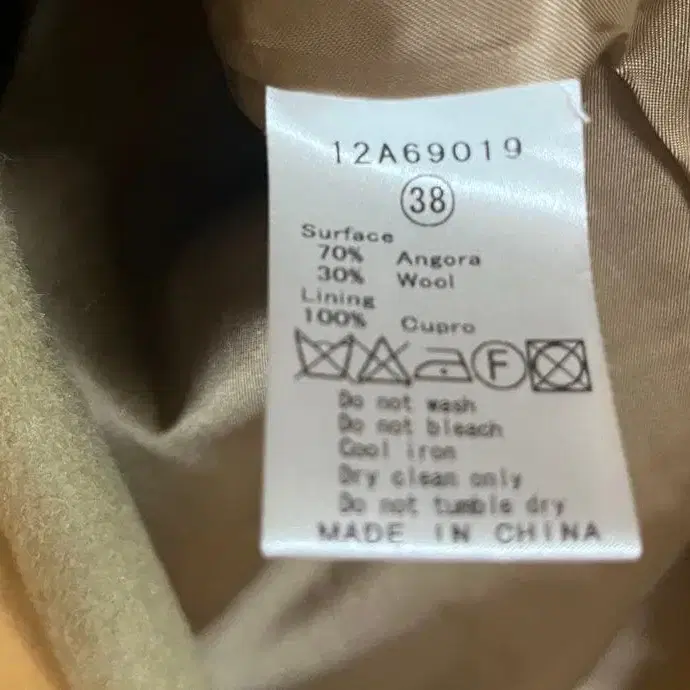 12A69019
38
Surface
70% Angora
30% Wool
Lining
100% Cupro
F
Do not wash
Do not bleach
Cool iron
Dry clean only
Do not tumble dry
MADE IN CHINA